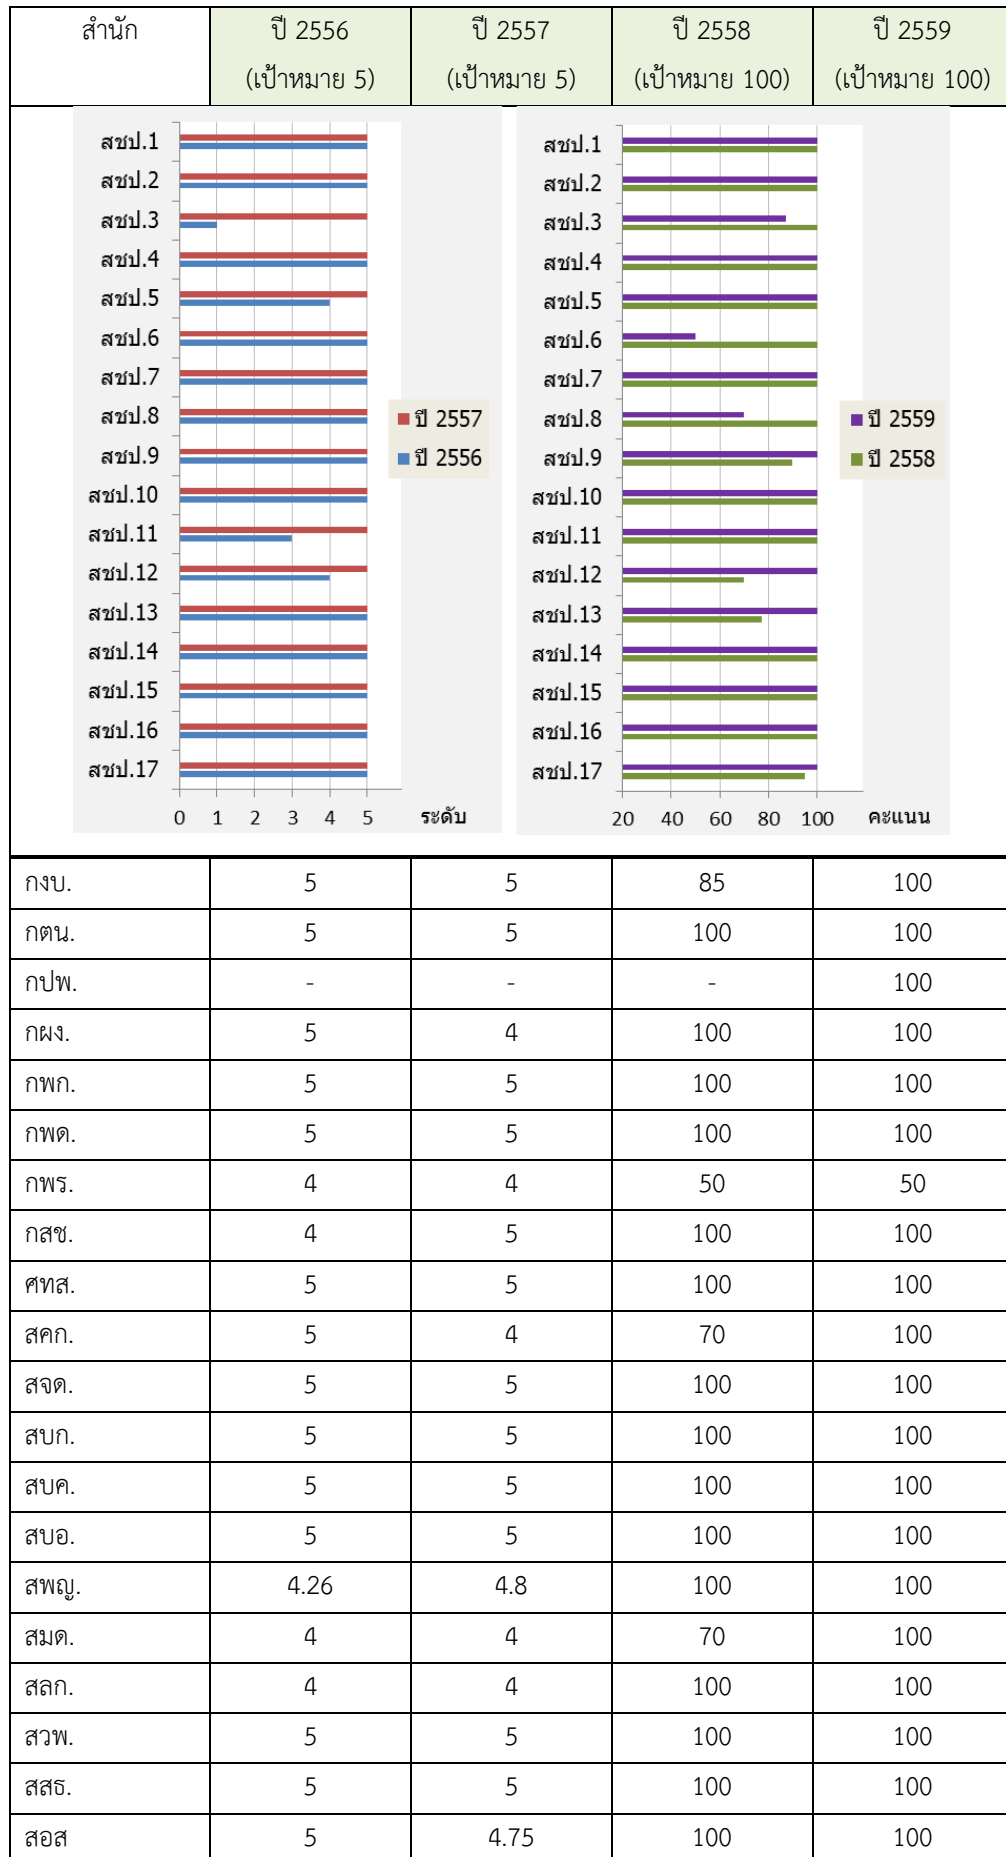 สำนัก ปี 2556 ปี 2557 ปี 2558 ปี 2559
(เป้าหมาย 5) (เป้าหมาย 5) (เป้าหมาย 100) (เป้าหมาย 100)
สชป.1
สชป.2
สชป.3
สชป.4
สชป.5
สชป.6
สชป.7
สชป.8
สชป.9
สชป.10
สชป.11
สชป.12
สชป.13
สชป.14
สชป.15
สชป.16
สชป.17
0 1 2 3 4 5 ระดับ
ปี 2557
ปี 2556
สชป.1
สชป.2
สชป.3
สชป.4
สชป.5
สชป.6
สชป.7
สชป.8
สชป.9
สชป.10
สชป.11
สชป.12
สชป.13
สชป.14
สชป.15
สชป.16
สชป.17
20 40 60 80 100 คะแนน
ปี 2559
ปี 2558
กงบ. 5 5 85 100
กตน. 5 5 100 100
กปพ. - - - 100
กผง. 5 4 100 100
กพก. 5 5 100 100
กพด. 5 5 100 100
กพร. 4 4 50 50
กสช. 4 5 100 100
ศทส. 5 5 100 100
สคก. 5 4 70 100
สจด. 5 5 100 100
สบก. 5 5 100 100
สบค. 5 5 100 100
สบอ. 5 5 100 100
สพญ. 4.26 4.8 100 100
สมด. 4 4 70 100
สลก. 4 4 100 100
สวพ. 5 5 100 100
สสธ. 5 5 100 100
สอส 5 4.75 100 100